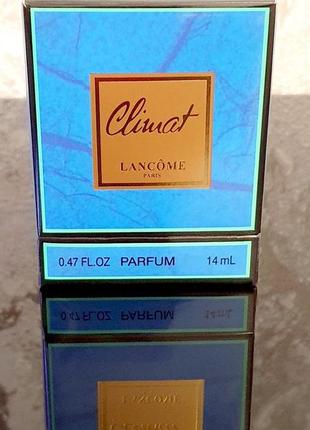 Climat
LANCÔME
PARIS
0.47 FL.OZ PARFUM 14 mL